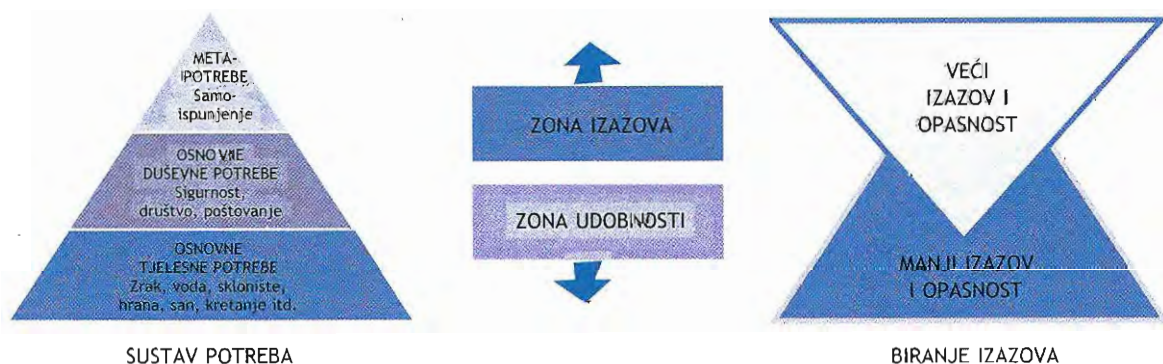 META-
POTREBE
Samo-
ispunjenje
OSNOVNE
DUŠEVNE POTREBE
Sigurnost,
društvo, poštovanje
OSNOVNE
TJELESNE POTREBE
Zrak, voda, skloniste,
hrana, san, kretanje itd.
SUSTAV POTREBA
ZONA IZAZOVA
ZONA UDOBNOSTI
VEĆI
IZAZOV I
OPASNOST
MANJI IZAZOV
I OPASNOST
BIRANJE IZAZOVA